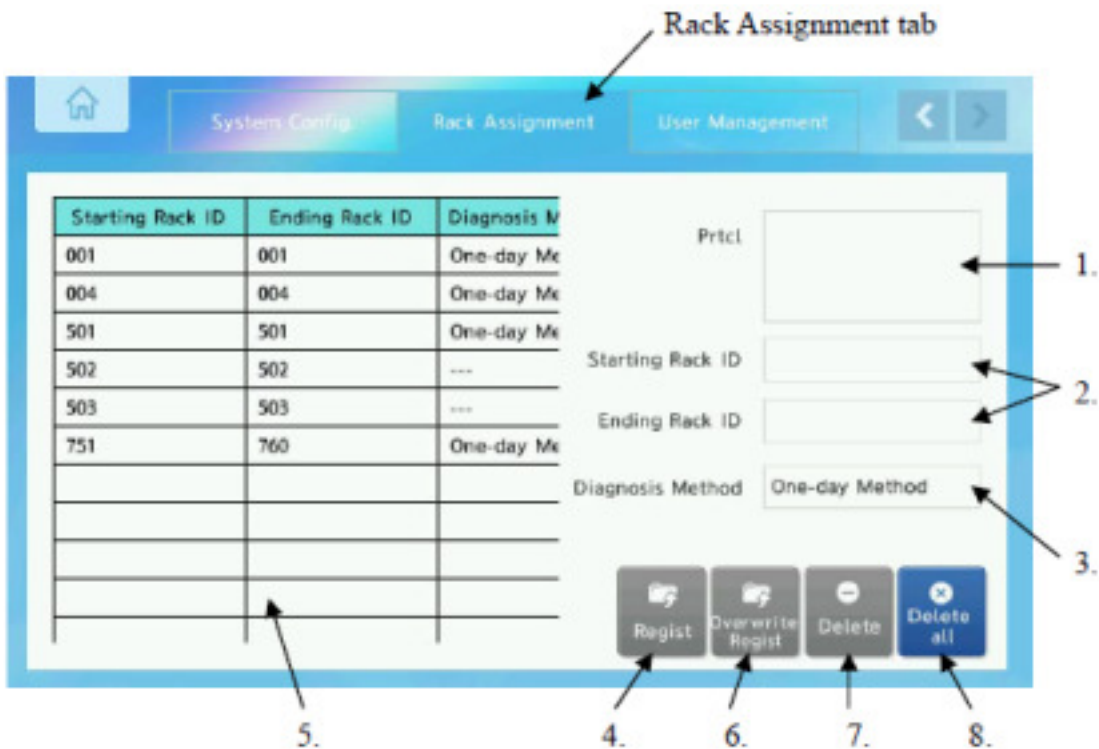 Rack Assignment tab
System Config. Rack Assignment User Management
Starting Rack ID Ending Rack ID Diagnosis M
001 001 One-day Me
004 004 One-day Me
501 501 One-day Me
502 502 ---
503 503 ---
751 760 One-day Me
Prtcl
1.
Starting Rack ID
2.
Ending Rack ID
Diagnosis Method One-day Method
3.
Regist
Overwrite
Regist
Delete
Delete
all
5. 4. 6. 7. 8.